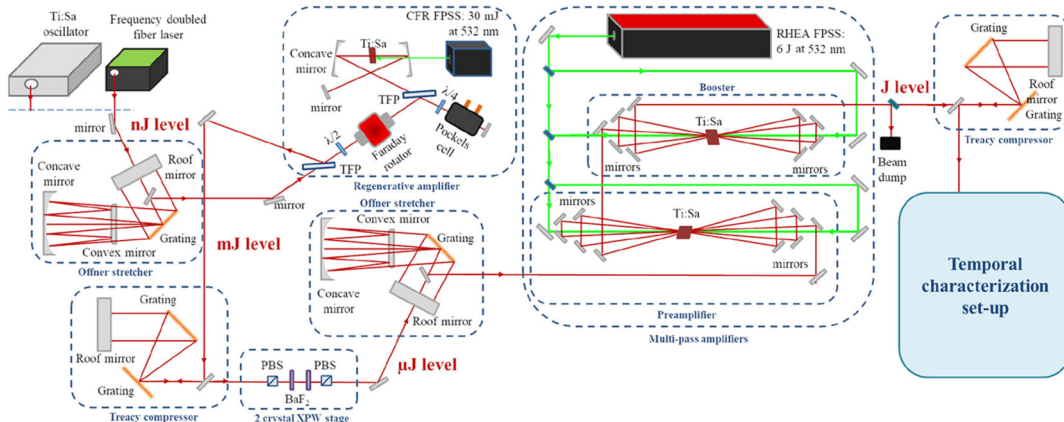 Ti:Sa
oscillator
Frequency doubled
fiber laser
mirror
nJ level
Concave
mirror
Roof
mirror
Grating
Convex mirror
Offner stretcher
mirror
mJ level
CFR FPSS: 30 mJ
at 532 nm
Ti:Sa
Concave
mirror
mirror
TFP
λ/4
Pockels
cell
λ/2
Faraday
rotator
TFP
Regenerative amplifier
Offner stretcher
Convex mirror
Grating
Concave
mirror
Roof mirror
Grating
Roof mirror
Grating
Treacy compressor
PBS
PBS
BaF2
2 crystal XPW stage
μJ level
RHEA FPSS:
6 J at 532 nm
Booster
Ti:Sa
mirrors
mirrors
mirrors
Ti:Sa
mirrors
Preamplifier
Multi-pass amplifiers
J level
Beam
dump
Grating
Roof
mirror
Grating
Treacy compressor
Temporal
characterization
set-up